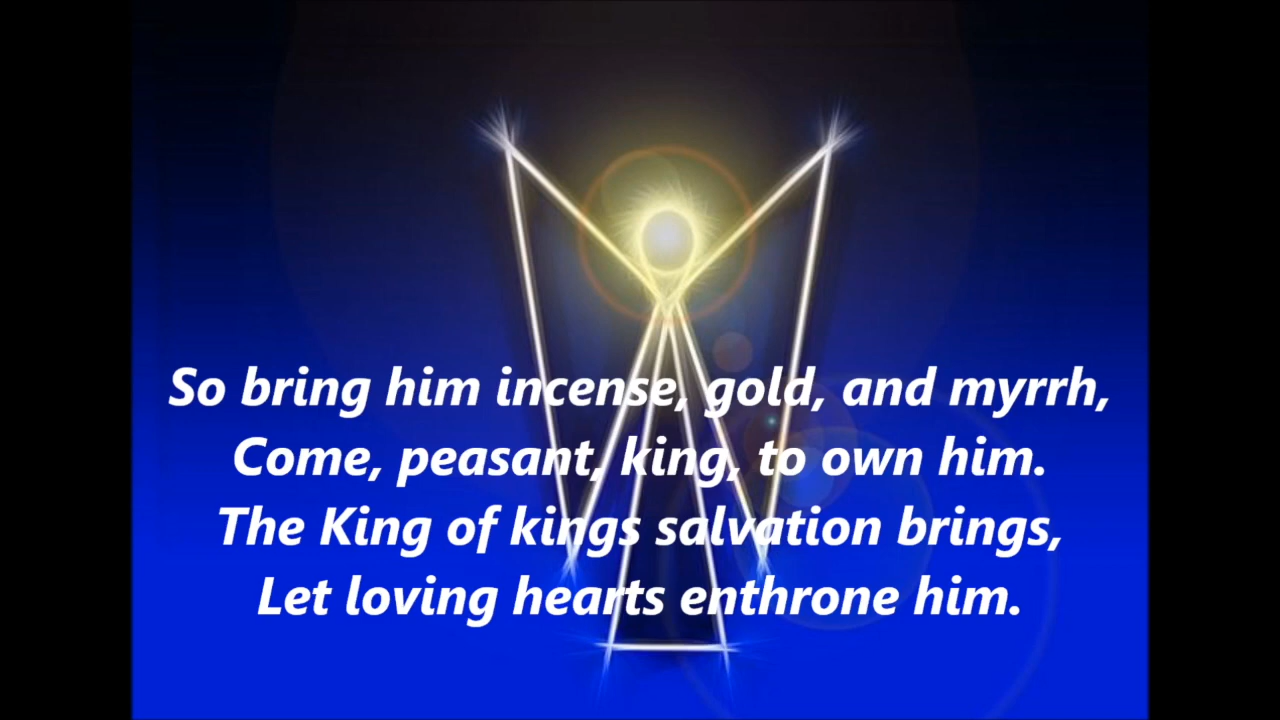 So bring him incense, gold, and myrrh,
Come, peasant, king, to own him.
The King of kings salvation brings,
Let loving hearts enthrone him.